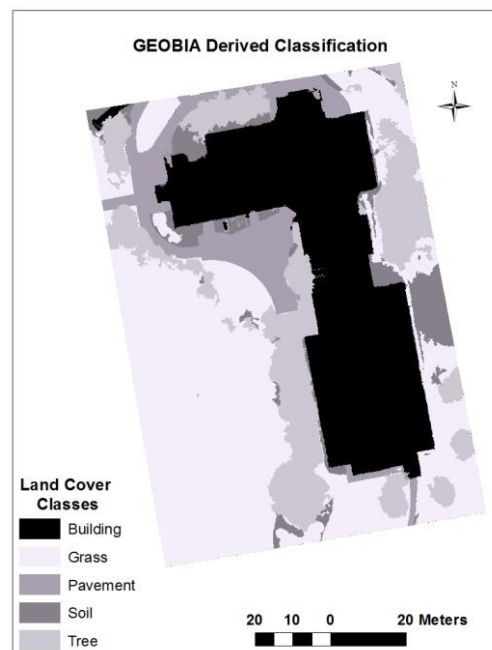 GEOBIA Derived Classification
N
Land Cover
Classes
Building
Grass
Pavement
Soil
Tree
20 10 0 20 Meters